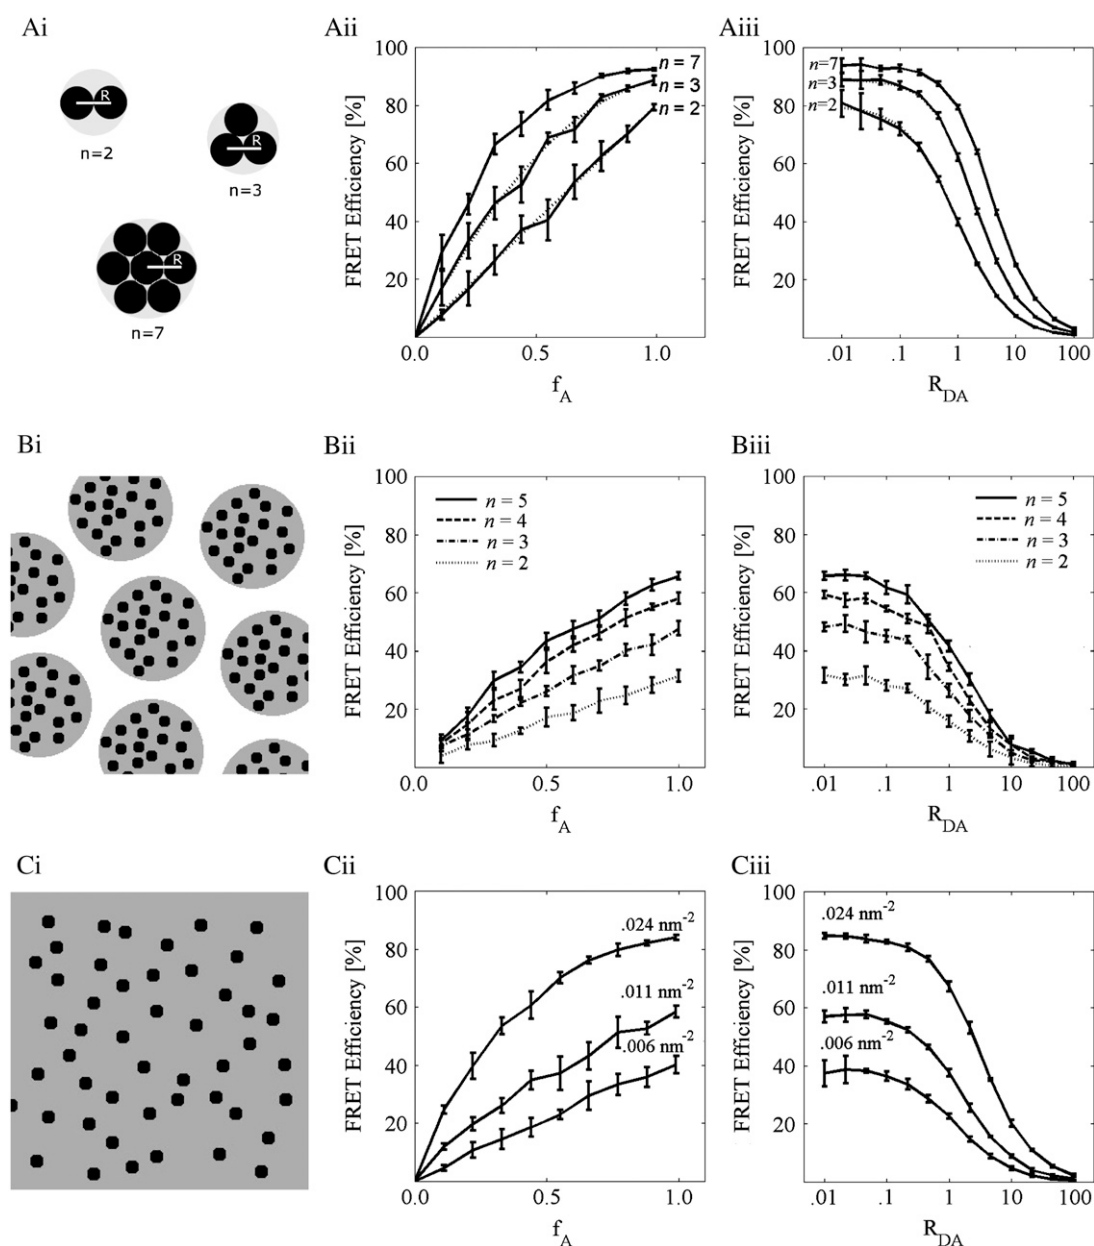 Ai
R
n=2
R
n=3
R
n=7
Aii
FRET Efficiency [%]
100
80
60
40
20
n = 7
n = 3
n = 2
0.0
0.5
1.0
f_A
Aiii
FRET Efficiency [%]
100
80
60
40
20
n=7
n=3
n=2
.01
.1
1
10
100
R_DA
Bi
Bii
FRET Efficiency [%]
100
80
60
40
20
n = 5
n = 4
n = 3
n = 2
0.0
0.5
1.0
f_A
Biii
FRET Efficiency [%]
100
80
60
40
20
n = 5
n = 4
n = 3
n = 2
.01
.1
1
10
100
R_DA
Ci
Cii
FRET Efficiency [%]
100
80
60
40
20
.024 nm⁻²
.011 nm⁻²
.006 nm⁻²
0.0
0.5
1.0
f_A
Ciii
FRET Efficiency [%]
100
80
60
40
20
.024 nm⁻²
.011 nm⁻²
.006 nm⁻²
.01
.1
1
10
100
R_DA